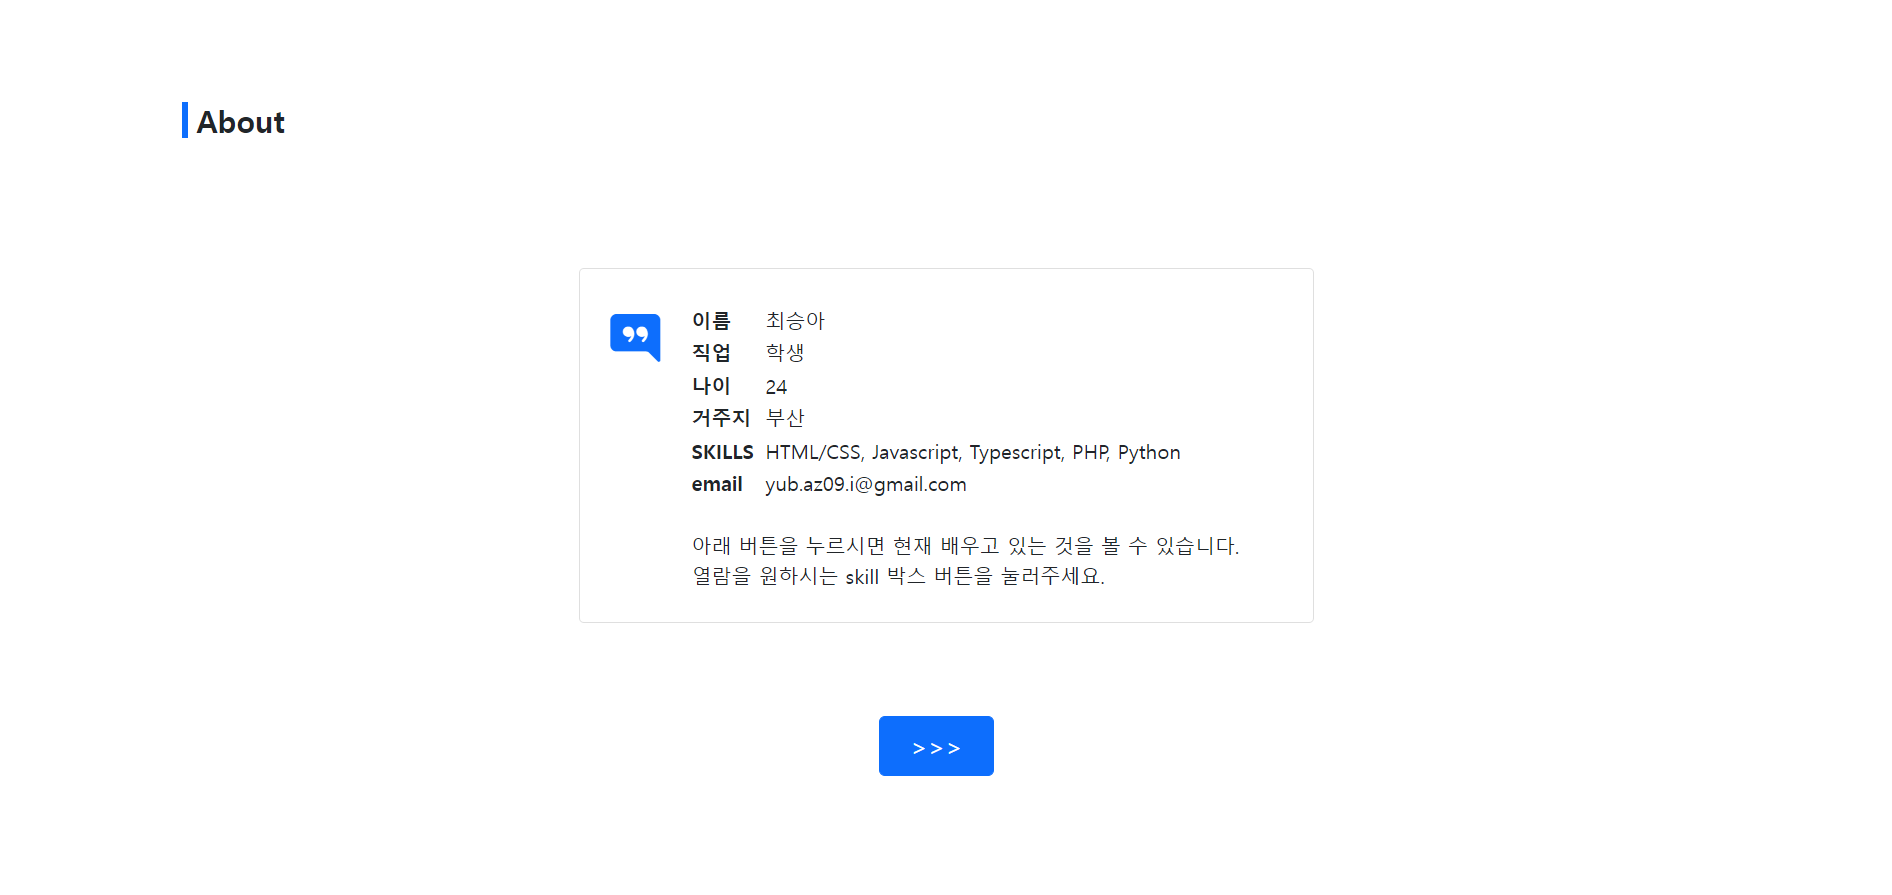 About
이름 최승아
직업 학생
나이 24
거주지 부산
SKILLS HTML/CSS, Javascript, Typescript, PHP, Python
email yub.az09.i@gmail.com
아래 버튼을 누르시면 현재 배우고 있는 것을 볼 수 있습니다.
열람을 원하시는 skill 박스 버튼을 눌러주세요.
>>>